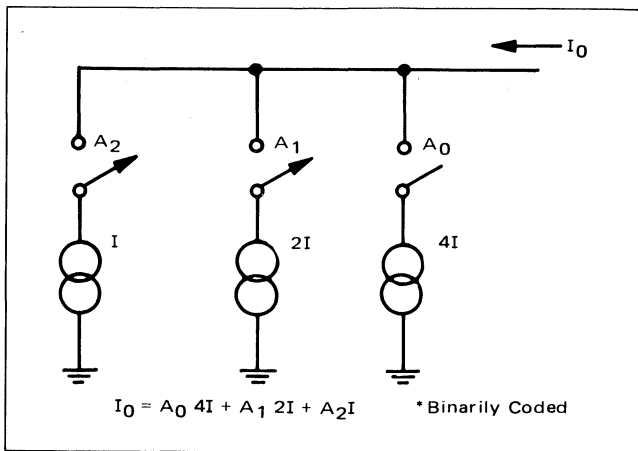 I₀
A₂ A₁ A₀
I 2I 4I
I₀ = A₀ 4I + A₁ 2I + A₂I *Binarily Coded